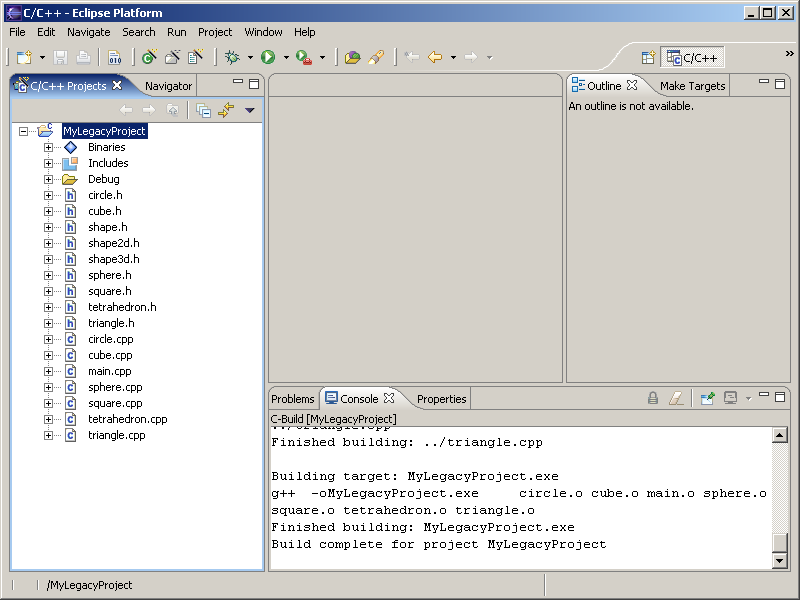 C/C++ - Eclipse Platform
File Edit Navigate Search Run Project Window Help
010
C/C++
»
C/C++ Projects Navigator
Outline Make Targets
An outline is not available.
MyLegacyProject
Binaries
Includes
Debug
circle.h
cube.h
shape.h
shape2d.h
shape3d.h
sphere.h
square.h
tetrahedron.h
triangle.h
circle.cpp
cube.cpp
main.cpp
sphere.cpp
square.cpp
tetrahedron.cpp
triangle.cpp
Problems Console Properties
C-Build [MyLegacyProject]
../triangle.cpp
Finished building: ../triangle.cpp
Building target: MyLegacyProject.exe
g++ -oMyLegacyProject.exe circle.o cube.o main.o sphere.o
square.o tetrahedron.o triangle.o
Finished building: MyLegacyProject.exe
Build complete for project MyLegacyProject
/MyLegacyProject